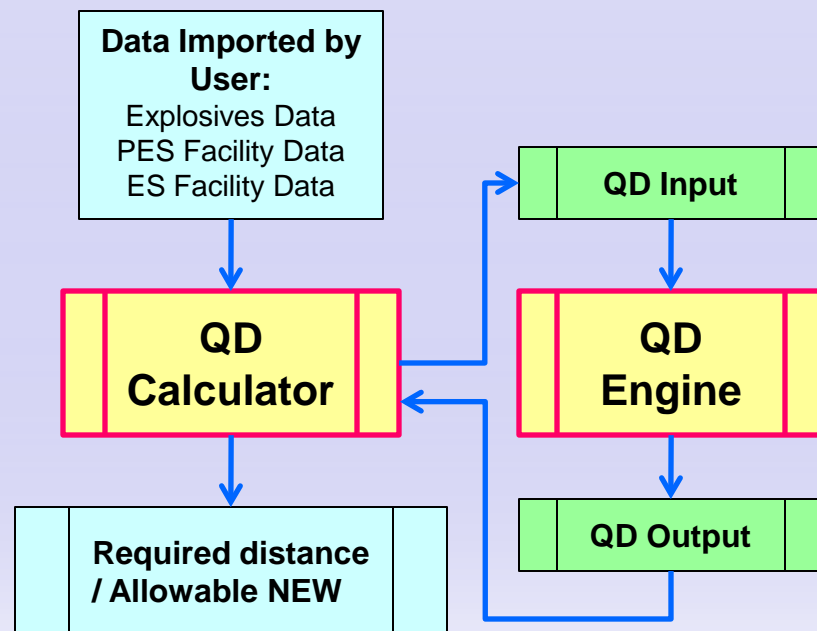 Data Imported by
User:
Explosives Data
PES Facility Data
ES Facility Data
QD Input
QD
Calculator
QD
Engine
QD Output
Required distance
/ Allowable NEW